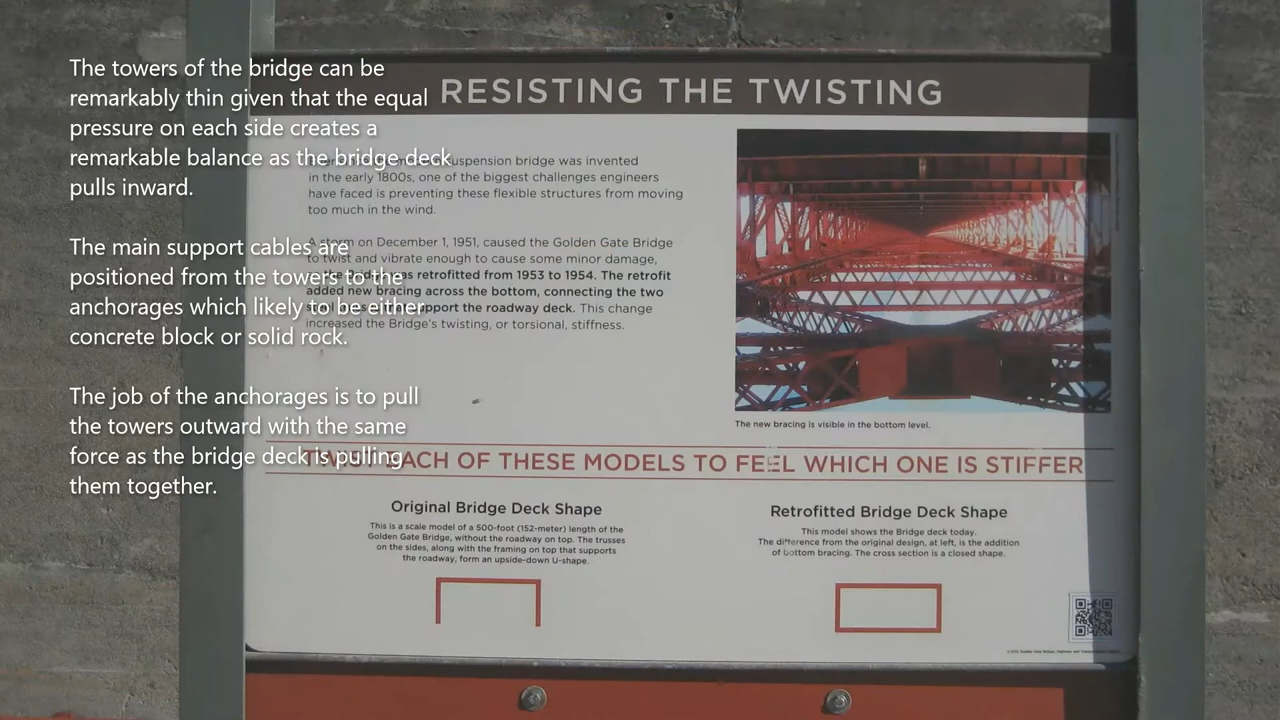 The towers of the bridge can be
remarkably thin given that the equal
pressure on each side creates a
remarkable balance as the bridge deck
pulls inward.
The main support cables are
positioned from the towers to the
anchorages which likely to be either
concrete block or solid rock.
The job of the anchorages is to pull
the towers outward with the same
force as the bridge deck is pulling
them together.
RESISTING THE TWISTING
suspension bridge was invented
in the early 1800s, one of the biggest challenges engineers
have faced is preventing these flexible structures from moving
too much in the wind.
A storm on December 1, 1951, caused the Golden Gate Bridge
to twist and vibrate enough to cause some minor damage,
was retrofitted from 1953 to 1954. The retrofit
added new bracing across the bottom, connecting the two
support the roadway deck. This change
increased the Bridge's twisting, or torsional, stiffness.
The new bracing is visible in the bottom level.
TWIST EACH OF THESE MODELS TO FEEL WHICH ONE IS STIFFER
Original Bridge Deck Shape
This is a scale model of a 500-foot (152-meter) length of the
Golden Gate Bridge, without the roadway on top. The trusses
on the sides, along with the framing on top that supports
the roadway, form an upside-down U-shape.
Retrofitted Bridge Deck Shape
This model shows the Bridge deck today.
The difference from the original design, at left, is the addition
of bottom bracing. The cross section is a closed shape.